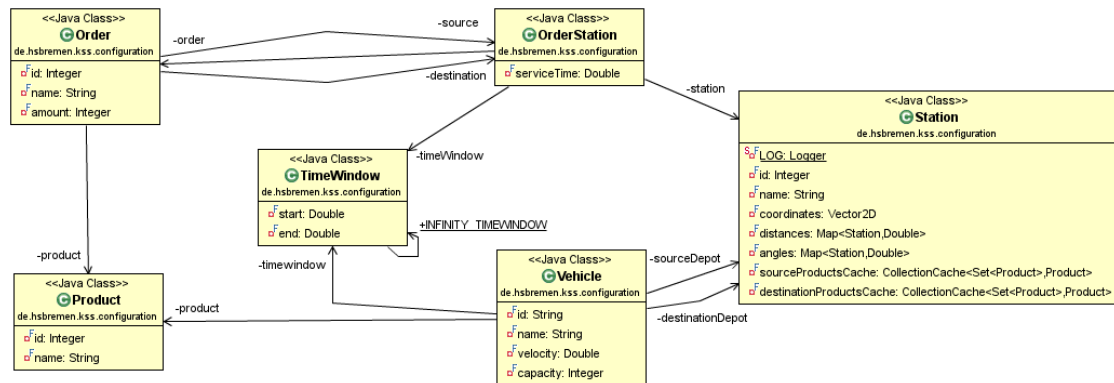 <<Java Class>>
Order
de.hsbremen.kss.configuration
id: Integer
name: String
amount: Integer
-order
-source
-destination
<<Java Class>>
OrderStation
de.hsbremen.kss.configuration
serviceTime: Double
-station
-timeWindow
<<Java Class>>
Station
de.hsbremen.kss.configuration
LOG: Logger
id: Integer
name: String
coordinates: Vector2D
distances: Map<Station,Double>
angles: Map<Station,Double>
sourceProductsCache: CollectionCache<Set<Product>,Product>
destinationProductsCache: CollectionCache<Set<Product>,Product>
<<Java Class>>
TimeWindow
de.hsbremen.kss.configuration
start: Double
end: Double
+INFINITY_TIMEWINDOW
-timewindow
-product
<<Java Class>>
Product
de.hsbremen.kss.configuration
id: Integer
name: String
-product
<<Java Class>>
Vehicle
de.hsbremen.kss.configuration
id: String
name: String
velocity: Double
capacity: Integer
-sourceDepot
-destinationDepot